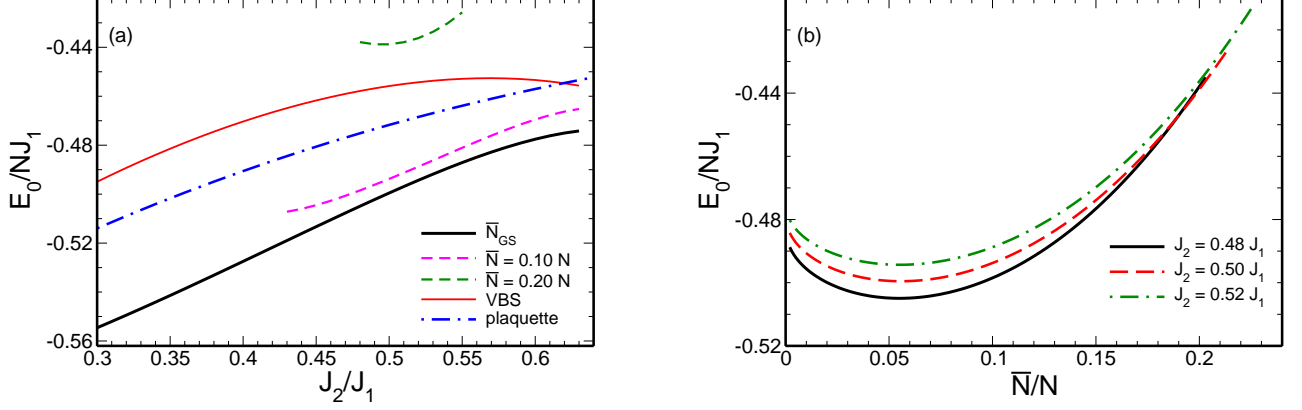 (a)
-0.44
-0.48
-0.52
-0.56
E0/NJ1
0.3 0.35 0.4 0.45 0.5 0.55 0.6
J2/J1
N̅GS
N̅ = 0.10 N
N̅ = 0.20 N
VBS
plaquette
(b)
-0.44
-0.48
-0.52
E0/NJ1
0 0.05 0.1 0.15 0.2
N̅/N
J2 = 0.48 J1
J2 = 0.50 J1
J2 = 0.52 J1